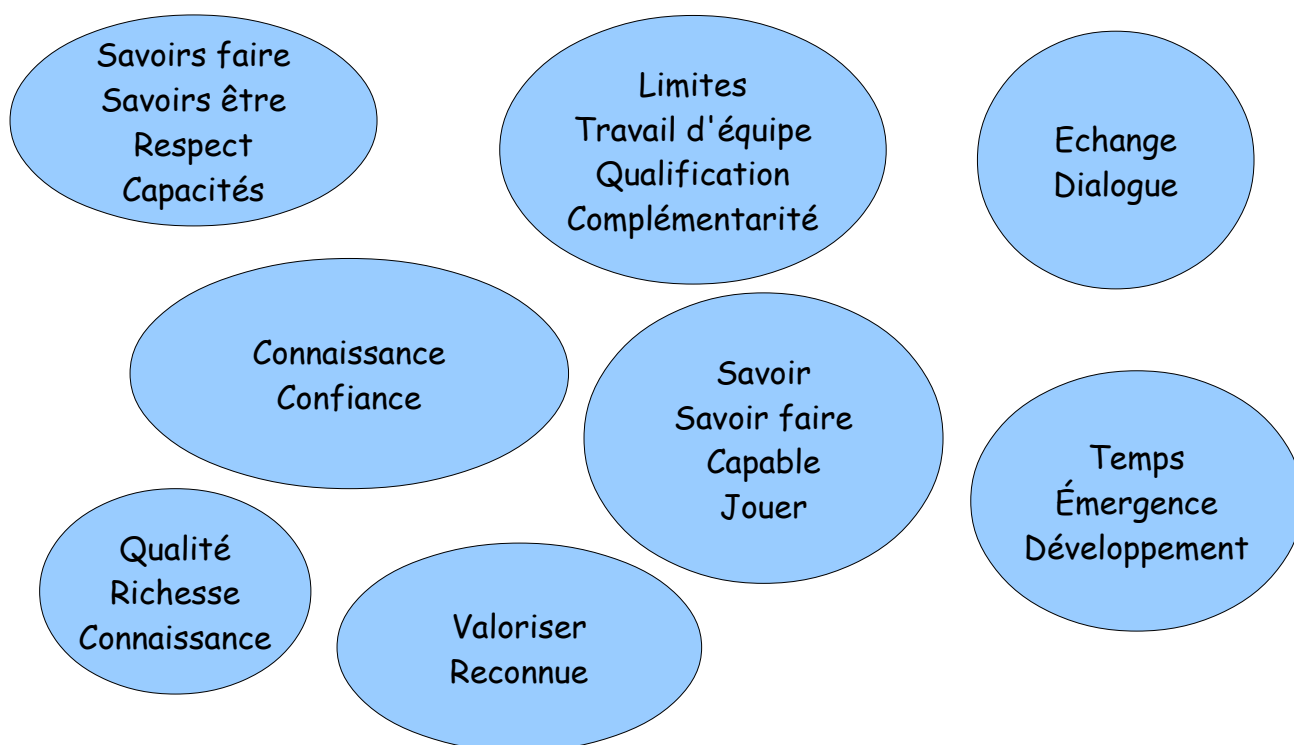 Savoirs faire
Savoirs être
Respect
Capacités
Limites
Travail d'équipe
Qualification
Complémentarité
Echange
Dialogue
Connaissance
Confiance
Savoir
Savoir faire
Capable
Jouer
Temps
Émergence
Développement
Qualité
Richesse
Connaissance
Valoriser
Reconnue